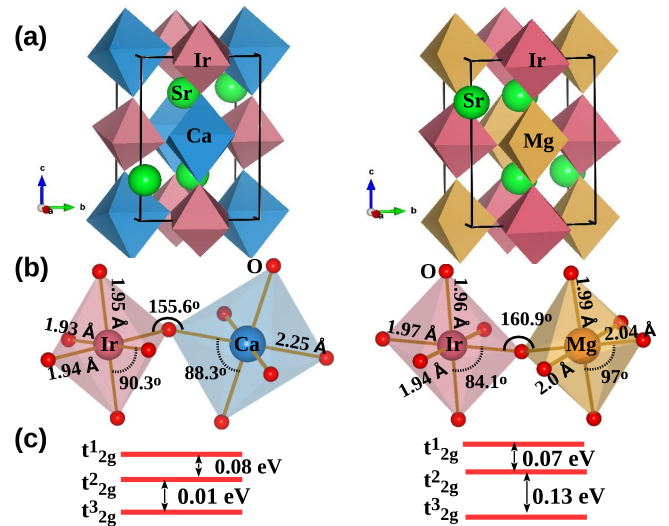 (a)
Ir
Sr
Ca
c
a
b
Ir
Sr
Mg
c
a
b
(b)
O
1.95 Å
155.6°
1.93 Å
Ir
Ca
2.25 Å
1.94 Å
90.3°
88.3°
O
1.96 Å
160.9°
1.99 Å
1.97 Å
Ir
Mg
2.04 Å
1.94 Å
84.1°
2.0 Å
97°
(c)
t¹₂g
0.08 eV
t²₂g
0.01 eV
t³₂g
t¹₂g
0.07 eV
t²₂g
0.13 eV
t³₂g